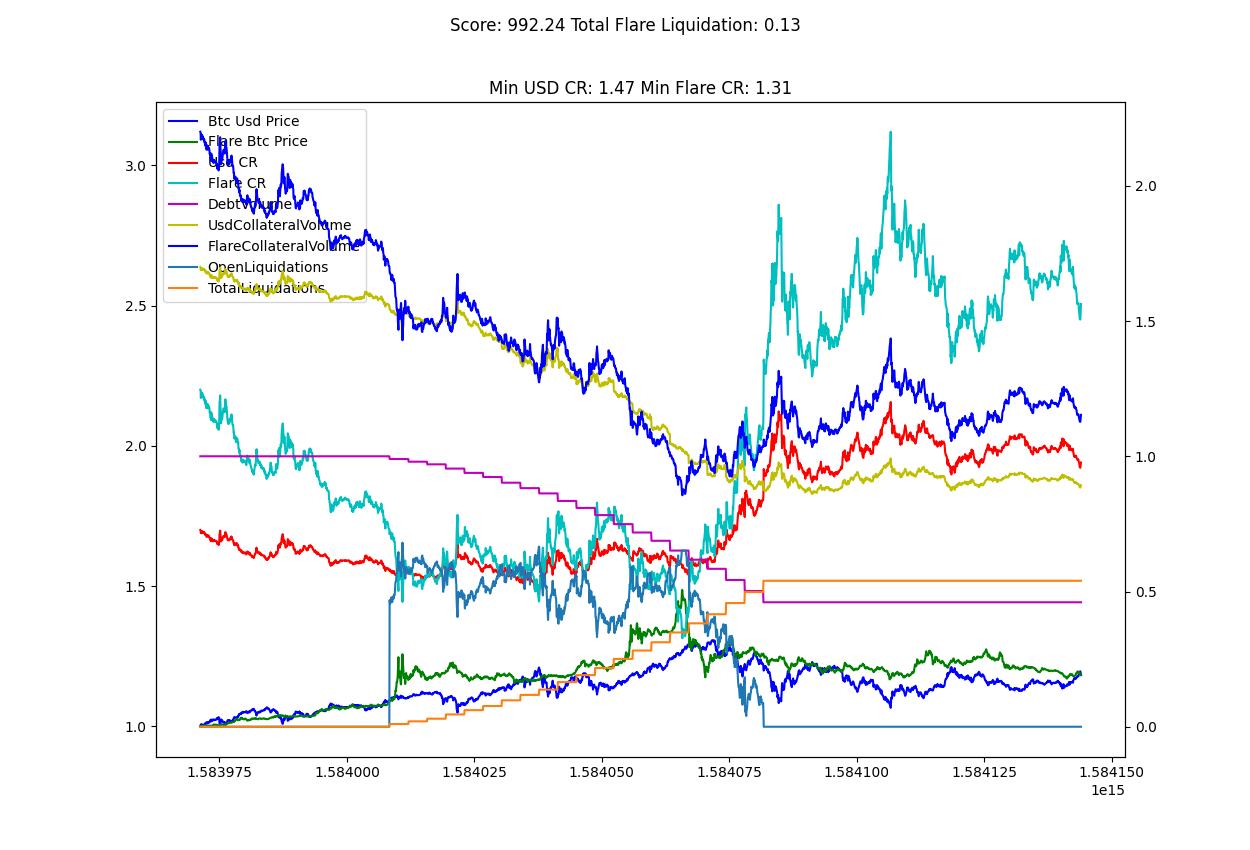 Score: 992.24 Total Flare Liquidation: 0.13
Min USD CR: 1.47 Min Flare CR: 1.31
Btc Usd Price
Flare Btc Price
Usd CR
Flare CR
DebtVolume
UsdCollateralVolume
FlareCollateralVolume
OpenLiquidations
TotalLiquidations
3.0
2.5
2.0
1.5
1.0
2.0
1.5
1.0
0.5
0.0
1.583975
1.584000
1.584025
1.584050
1.584075
1.584100
1.584125
1.584150
1e15